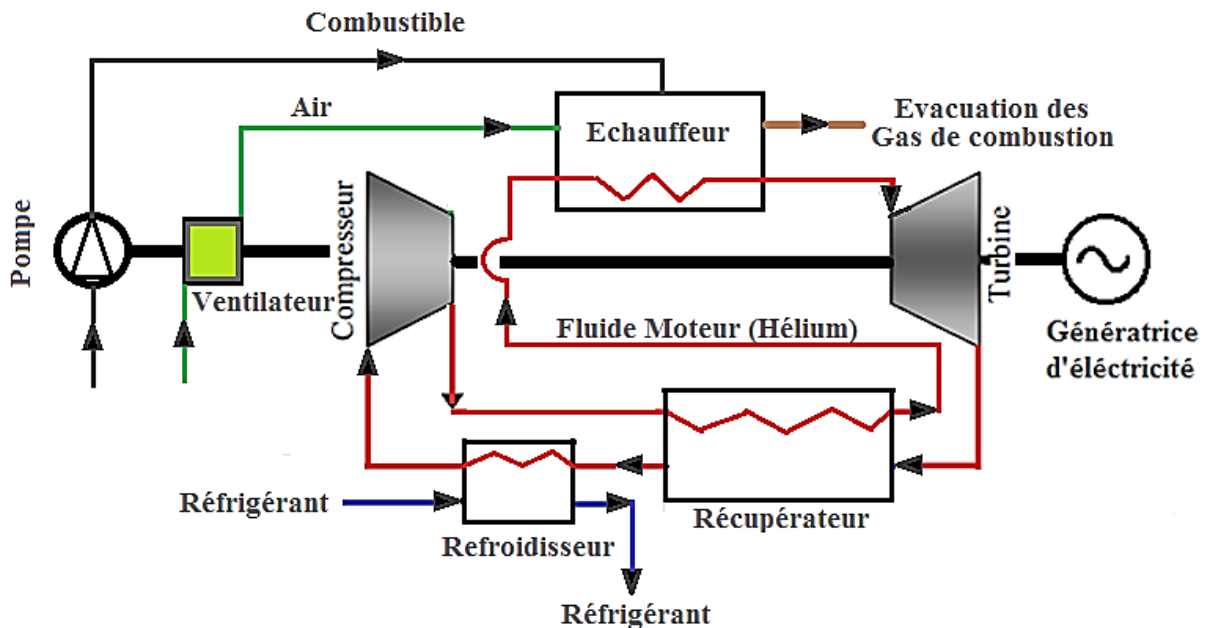 Combustible
Air
Echauffeur
Evacuation des
Gas de combustion
Pompe
Ventilateur
Compresseur
Turbine
Fluide Moteur (Hélium)
Génératrice
d'éléctricité
Réfrigérant
Refroidisseur
Récupérateur
Réfrigérant